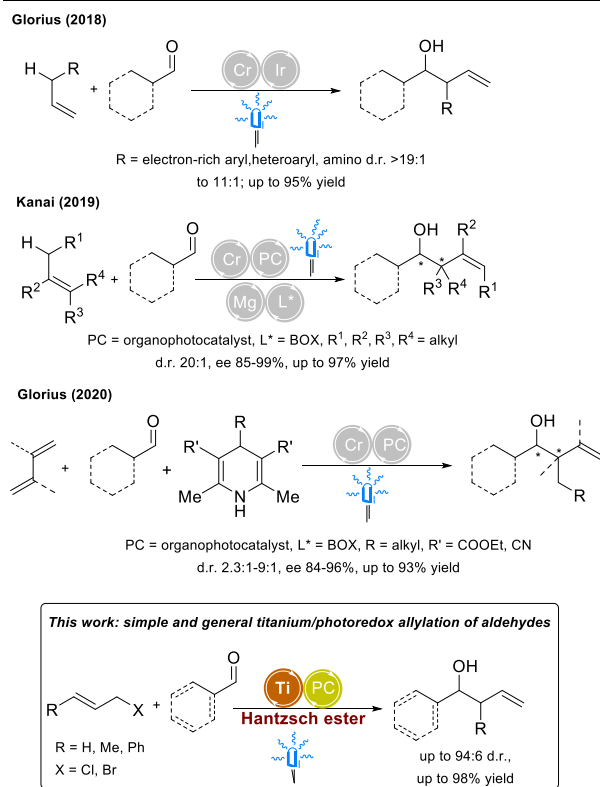 Glorius (2018)
OH
H R O
+
Cr Ir
R
R = electron-rich aryl,heteroaryl, amino d.r. >19:1
to 11:1; up to 95% yield
Kanai (2019)
H R¹ O
R² R⁴ +
R³
Cr PC
Mg L*
OH R²
* *
R³ R⁴ R¹
PC = organophotocatalyst, L* = BOX, R¹, R², R³, R⁴ = alkyl
d.r. 20:1, ee 85-99%, up to 97% yield
Glorius (2020)
O R OH
R' R'
+ +
Cr PC
* *
Me N Me R
H
PC = organophotocatalyst, L* = BOX, R = alkyl, R' = COOEt, CN
d.r. 2.3:1-9:1, ee 84-96%, up to 93% yield
This work: simple and general titanium/photoredox allylation of aldehydes
O OH
R X +
Ti PC
Hantzsch ester
R
R = H, Me, Ph
X = Cl, Br
up to 94:6 d.r.,
up to 98% yield